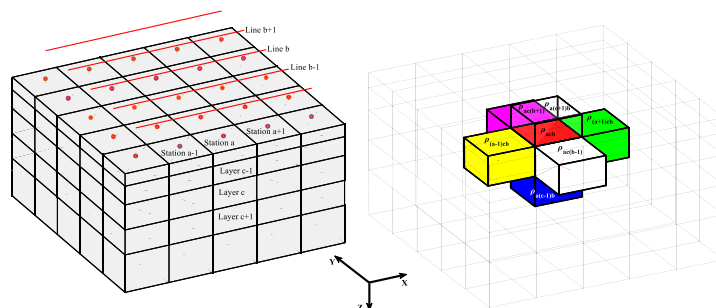 Line b+1
Line b
Line b-1
Station a+1
Station a
Station a-1
Layer c-1
Layer c
Layer c+1
Y
X
Z
ρac(b+1)
ρa(c+1)b
ρ(a+1)cb
ρacb
ρ(a-1)cb
ρac(b-1)
ρa(c-1)b